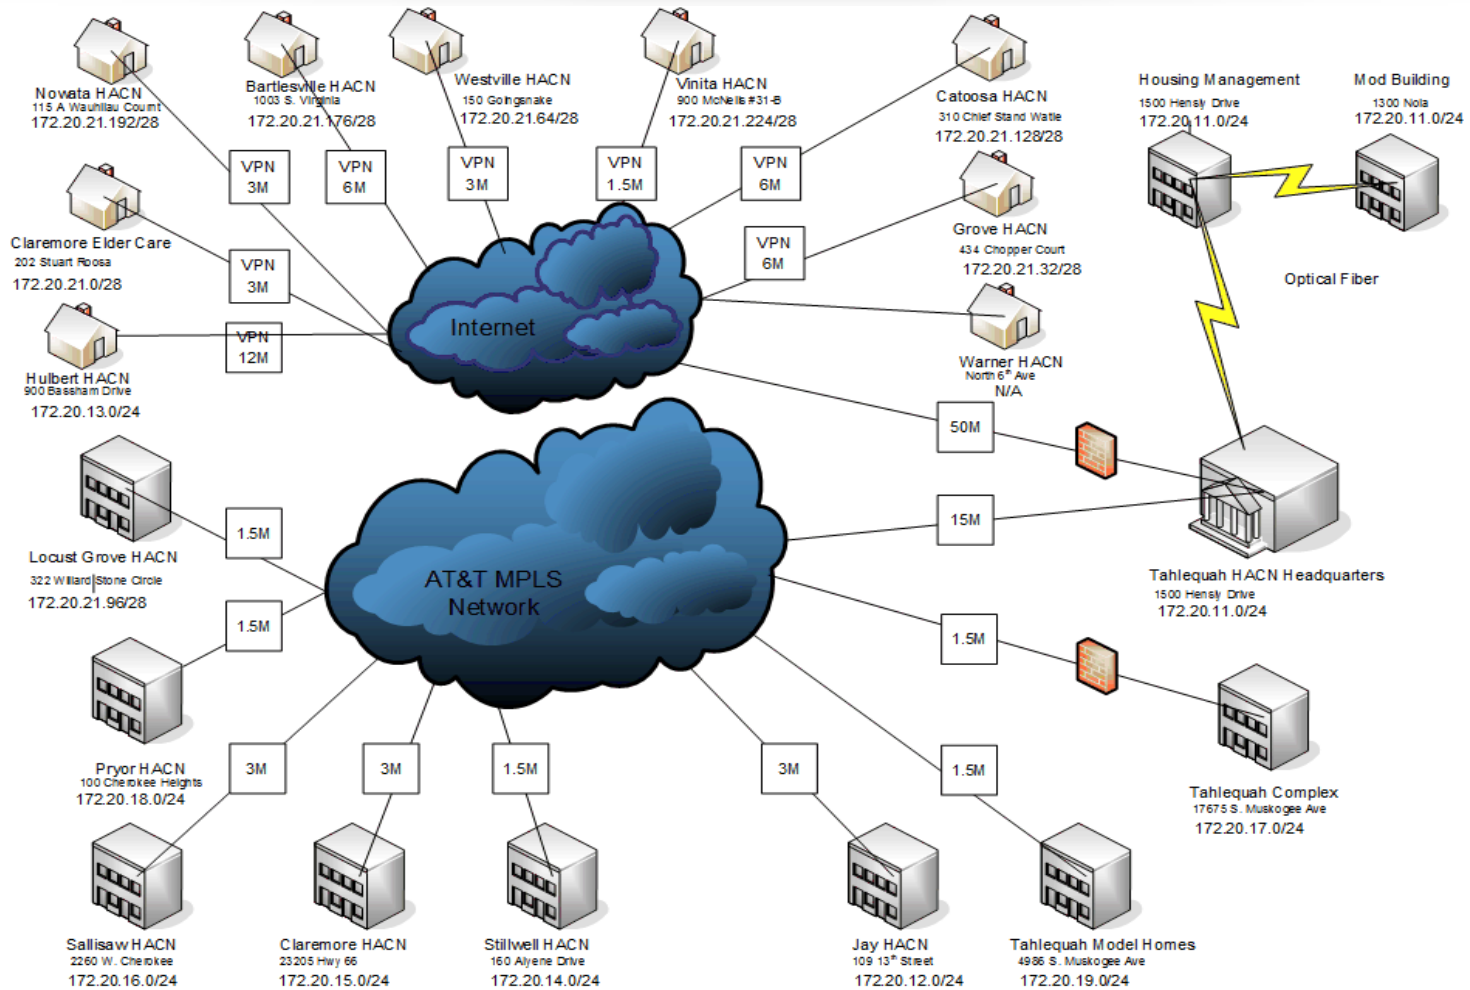 Nowata HACN
115 A Wauhillau Count
172.20.21.192/28
Bartlesville HACN
1003 S. Virginia
172.20.21.176/28
Westville HACN
150 Goingsnake
172.20.21.64/28
Vinita HACN
900 McNelis #31-B
172.20.21.224/28
Catoosa HACN
310 Chief Stand Watie
172.20.21.128/28
Housing Management
1500 Hensly Drive
172.20.11.0/24
Mod Building
1300 Nola
172.20.11.0/24
VPN
3M
VPN
6M
VPN
3M
VPN
1.5M
VPN
6M
Claremore Elder Care
202 Stuart Roosa
172.20.21.0/28
VPN
3M
VPN
6M
Grove HACN
434 Chopper Court
172.20.21.32/28
Optical Fiber
Internet
VPN
12M
Hulbert HACN
900 Bassham Drive
172.20.13.0/24
Warner HACN
North 6th Ave
N/A
50M
15M
Locust Grove HACN
322 Willard Stone Circle
172.20.21.96/28
1.5M
AT&T MPLS
Network
Tahlequah HACN Headquarters
1500 Hensly Drive
172.20.11.0/24
1.5M
1.5M
Pryor HACN
100 Cherokee Heights
172.20.18.0/24
3M
3M
1.5M
3M
1.5M
Tahlequah Complex
17675 S. Muskogee Ave
172.20.17.0/24
Sallisaw HACN
2260 W. Cherokee
172.20.16.0/24
Claremore HACN
23205 Hwy 66
172.20.15.0/24
Stillwell HACN
160 Alyene Drive
172.20.14.0/24
Jay HACN
109 13th Street
172.20.12.0/24
Tahlequah Model Homes
4986 S. Muskogee Ave
172.20.19.0/24